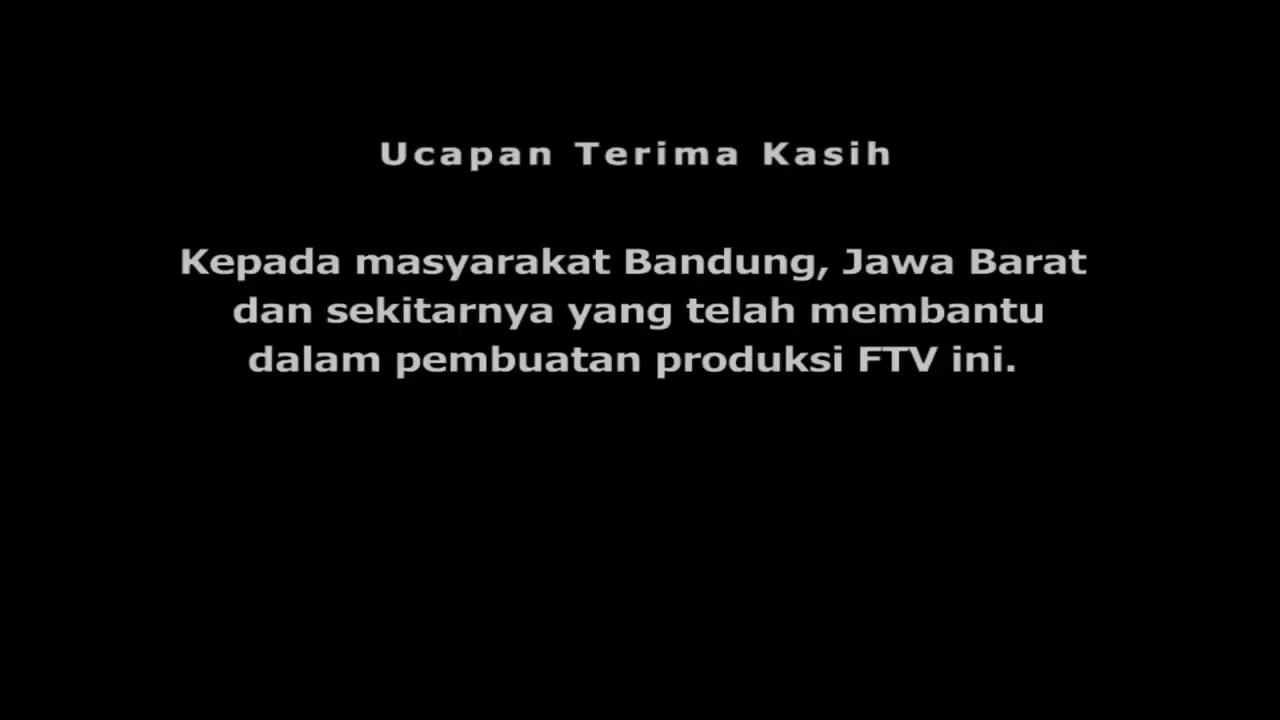 Ucapan Terima Kasih
Kepada masyarakat Bandung, Jawa Barat
dan sekitarnya yang telah membantu
dalam pembuatan produksi FTV ini.